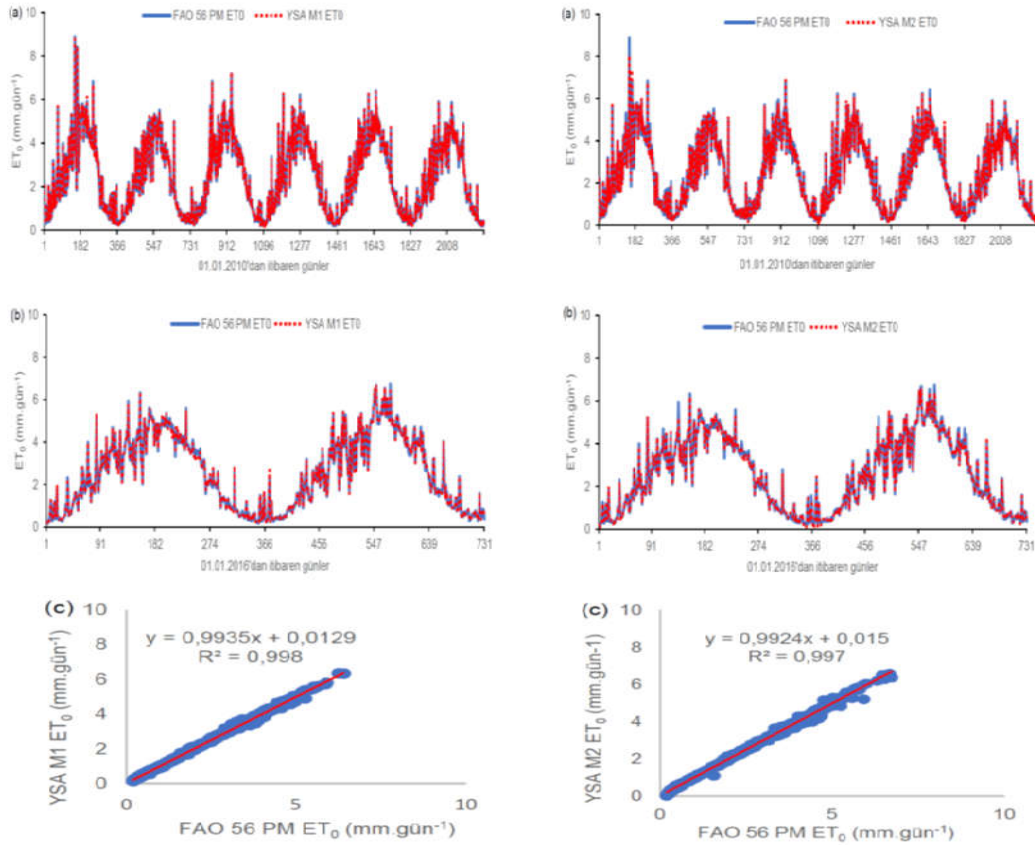 (a)
FAO 56 PM ET0 YSA M1 ET0
ET₀ (mm.gün⁻¹)
10
8
6
4
2
0
1 182 366 547 731 912 1096 1277 1461 1643 1827 2008
01.01.2010'dan itibaren günler
(a)
FAO 56 PM ET0 YSA M2 ET0
ET₀ (mm.gün⁻¹)
10
8
6
4
2
0
1 182 366 547 731 912 1096 1277 1461 1643 1827 2008
01.01.2010'dan itibaren günler
(b)
FAO 56 PM ET0 YSA M1 ET0
ET₀ (mm.gün⁻¹)
10
8
6
4
2
0
1 91 182 274 366 456 547 639 731
01.01.2016'dan itibaren günler
(b)
FAO 56 PM ET0 YSA M2 ET0
ET₀ (mm.gün⁻¹)
10
8
6
4
2
0
1 91 182 274 366 456 547 639 731
01.01.2016'dan itibaren günler
(c)
y = 0,9935x + 0,0129
R² = 0,998
YSA M1 ET₀ (mm.gün⁻¹)
10
8
6
4
2
0
0 5 10
FAO 56 PM ET₀ (mm.gün⁻¹)
(c)
y = 0,9924x + 0,015
R² = 0,997
YSA M2 ET₀ (mm.gün-1)
10
8
6
4
2
0
0 5 10
FAO 56 PM ET₀ (mm.gün⁻¹)